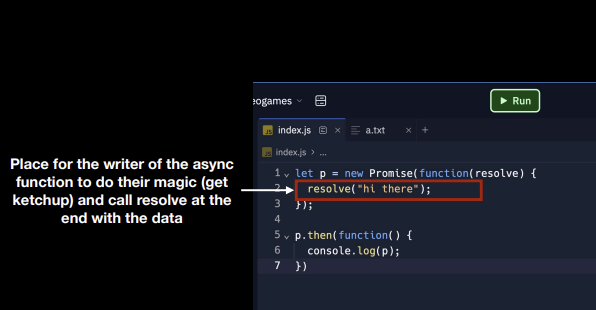 eogames
Run
index.js
a.txt
index.js > ...
Place for the writer of the async
function to do their magic (get
ketchup) and call resolve at the
end with the data
1 let p = new Promise(function(resolve) {
2 resolve("hi there");
3 });
4
5 p.then(function() {
6 console.log(p);
7 })